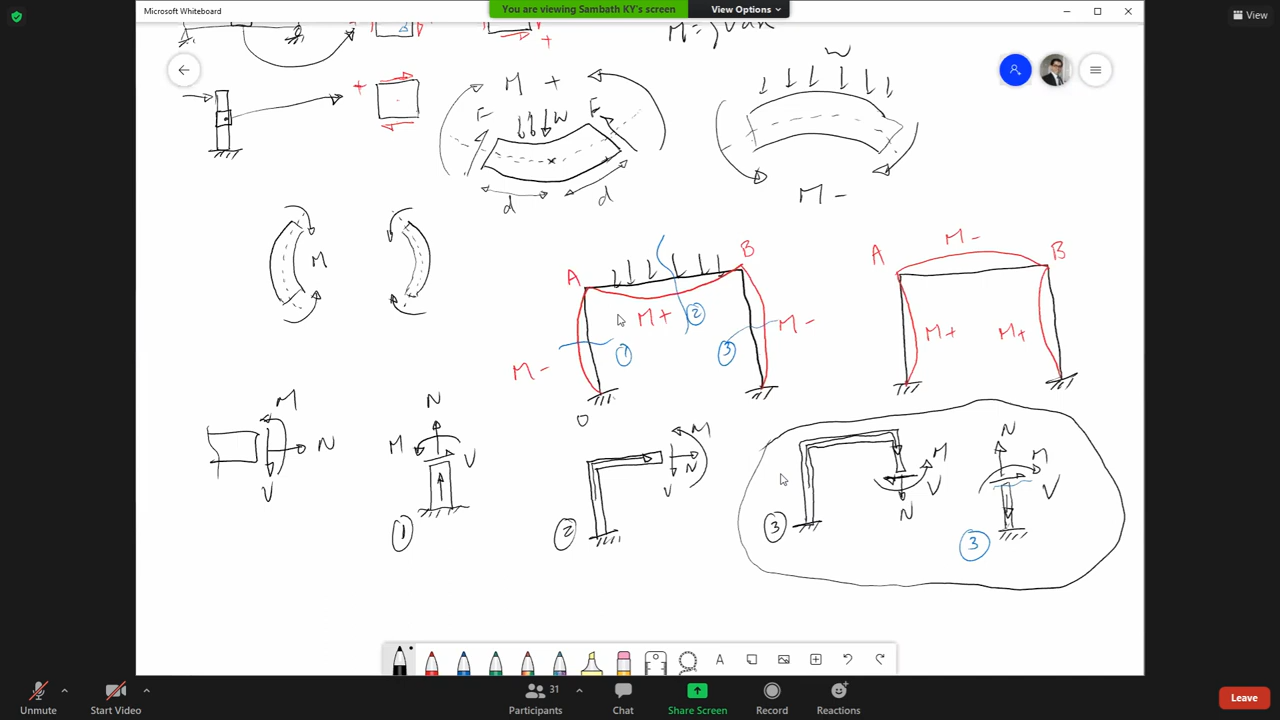 Microsoft Whiteboard
You are viewing Sambath KY's screen
View Options
View
+
+
+
M +
F
W
F
d
d
W
M -
M
A
B
M +
M -
M -
1
2
3
A
B
M -
M +
M +
M
N
V
N
M
V
1
M
N
V
2
M
V
N
3
N
M
V
3
A
Unmute
Start Video
31
Participants
Chat
Share Screen
Record
Reactions
Leave